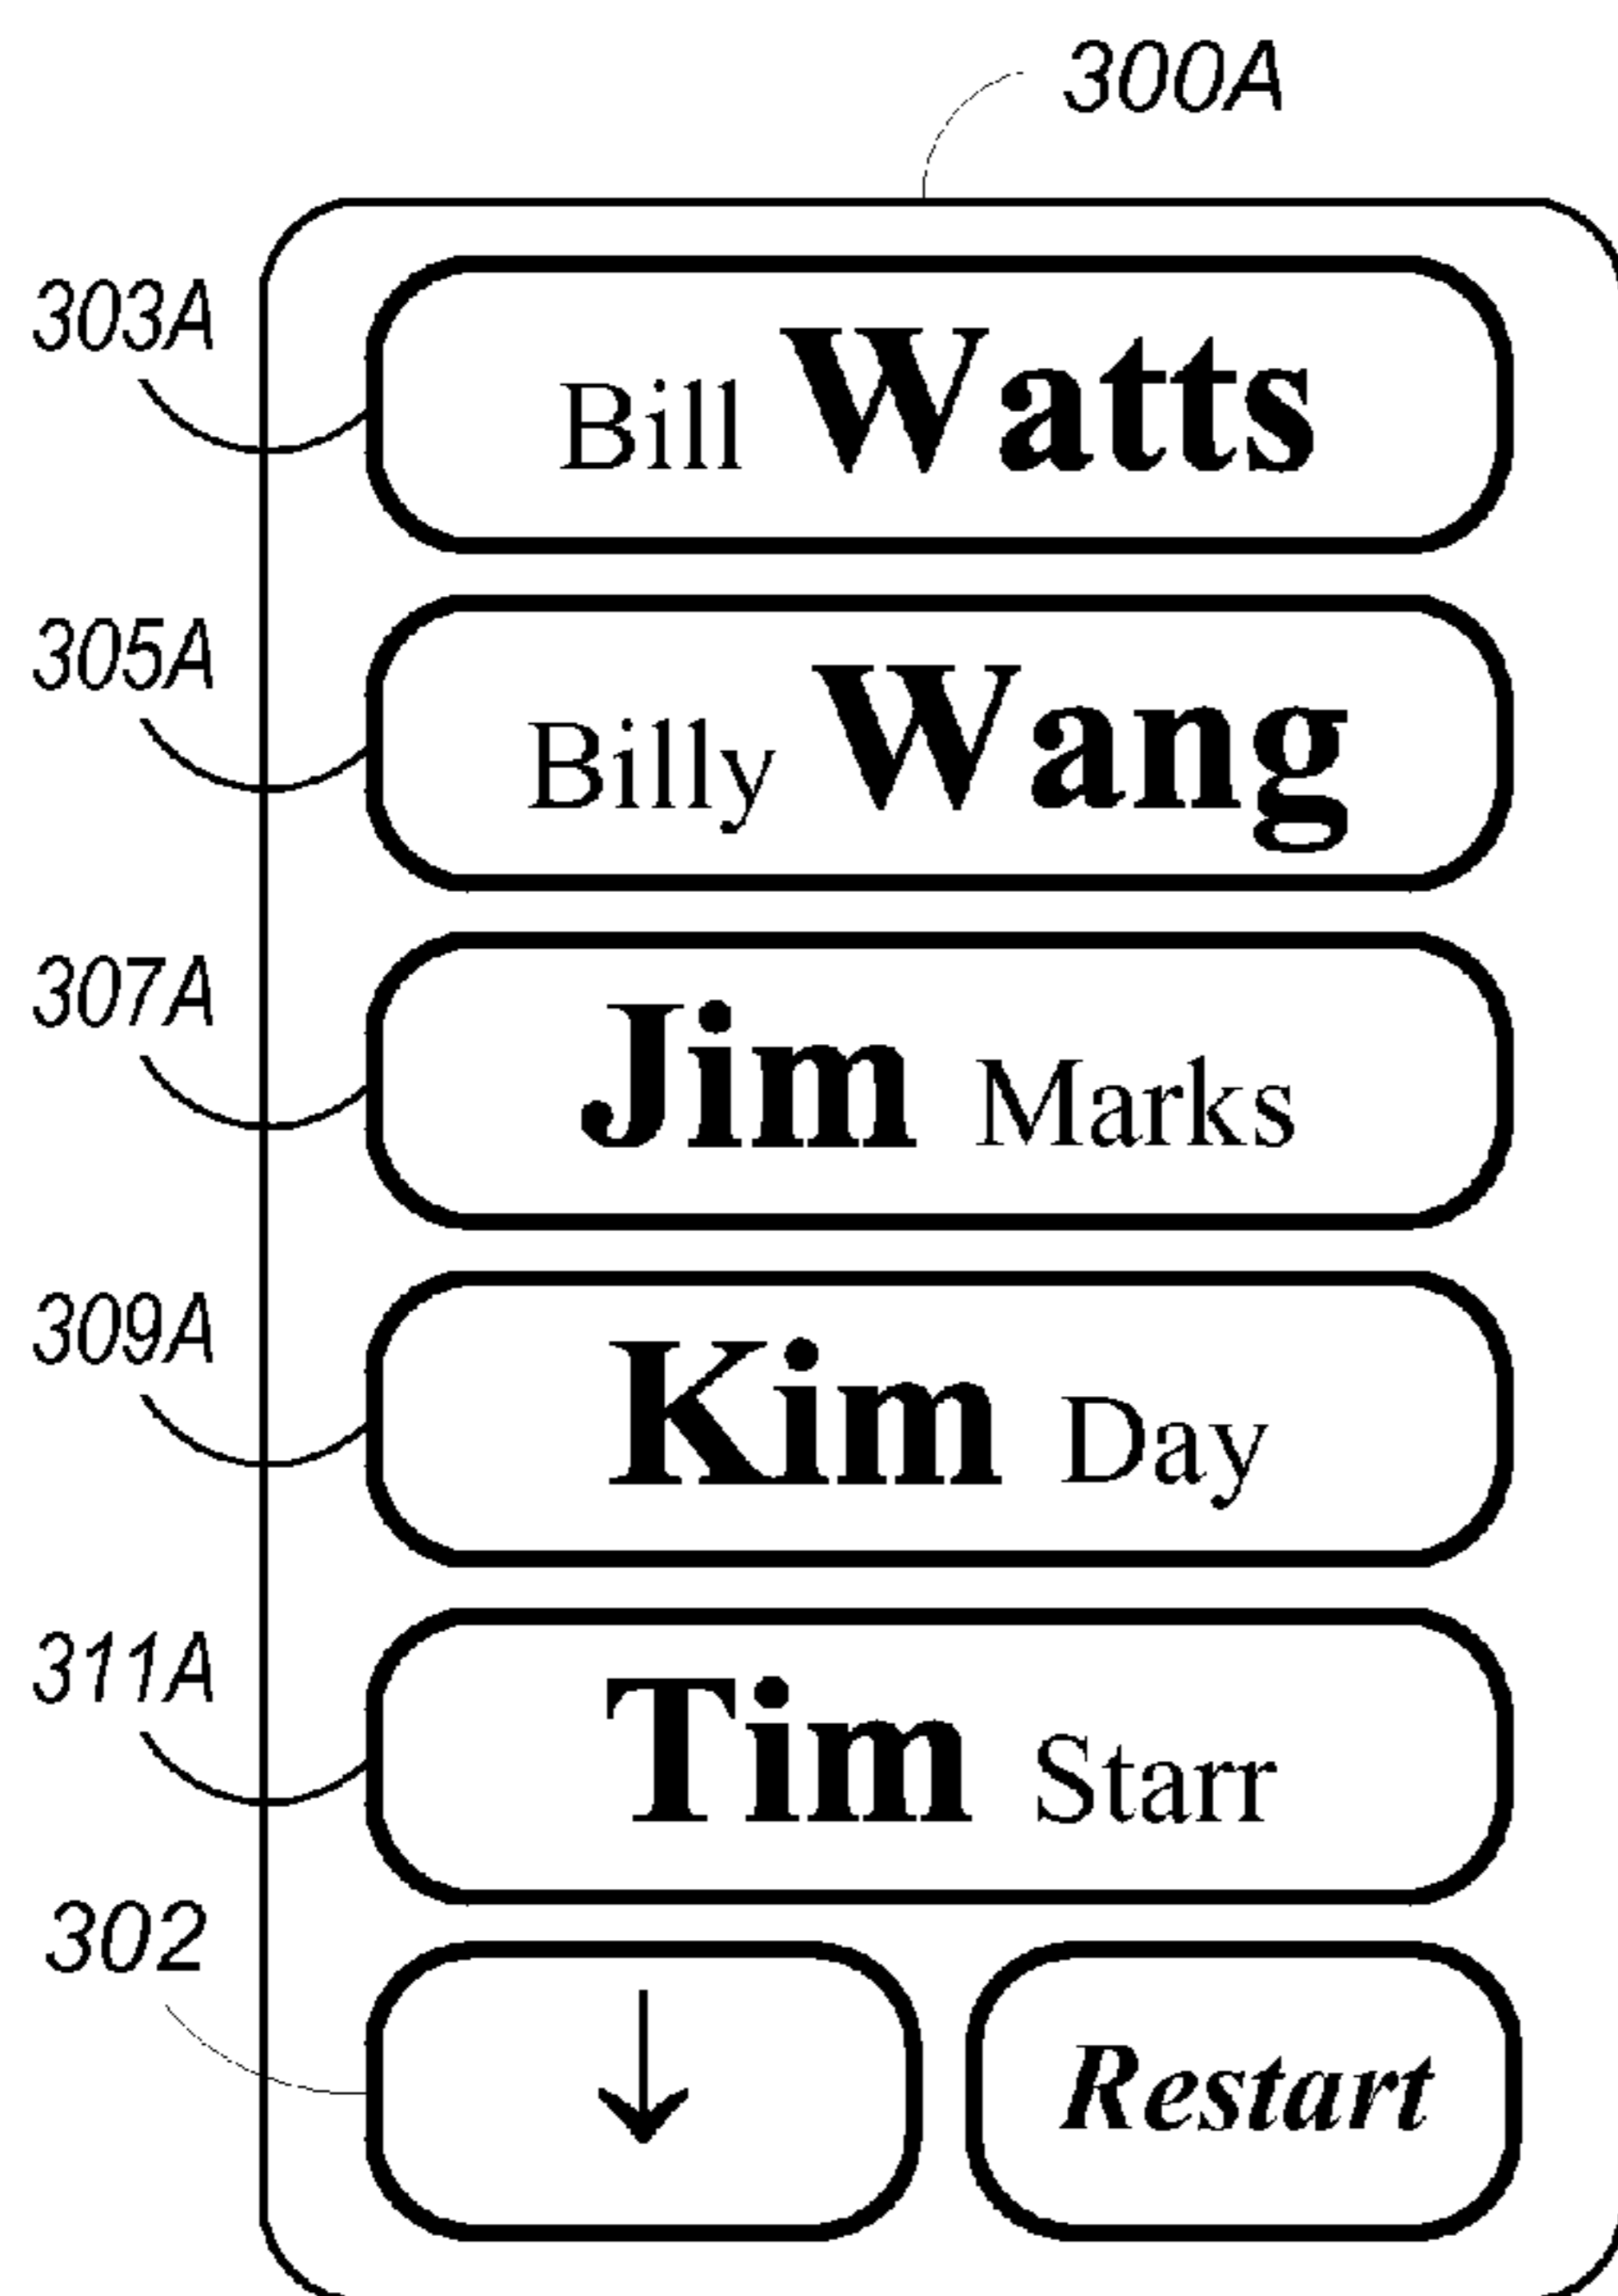 300A
303A
Bill Watts
305A
Billy Wang
307A
Jim Marks
309A
Kim Day
311A
Tim Starr
302
Restart